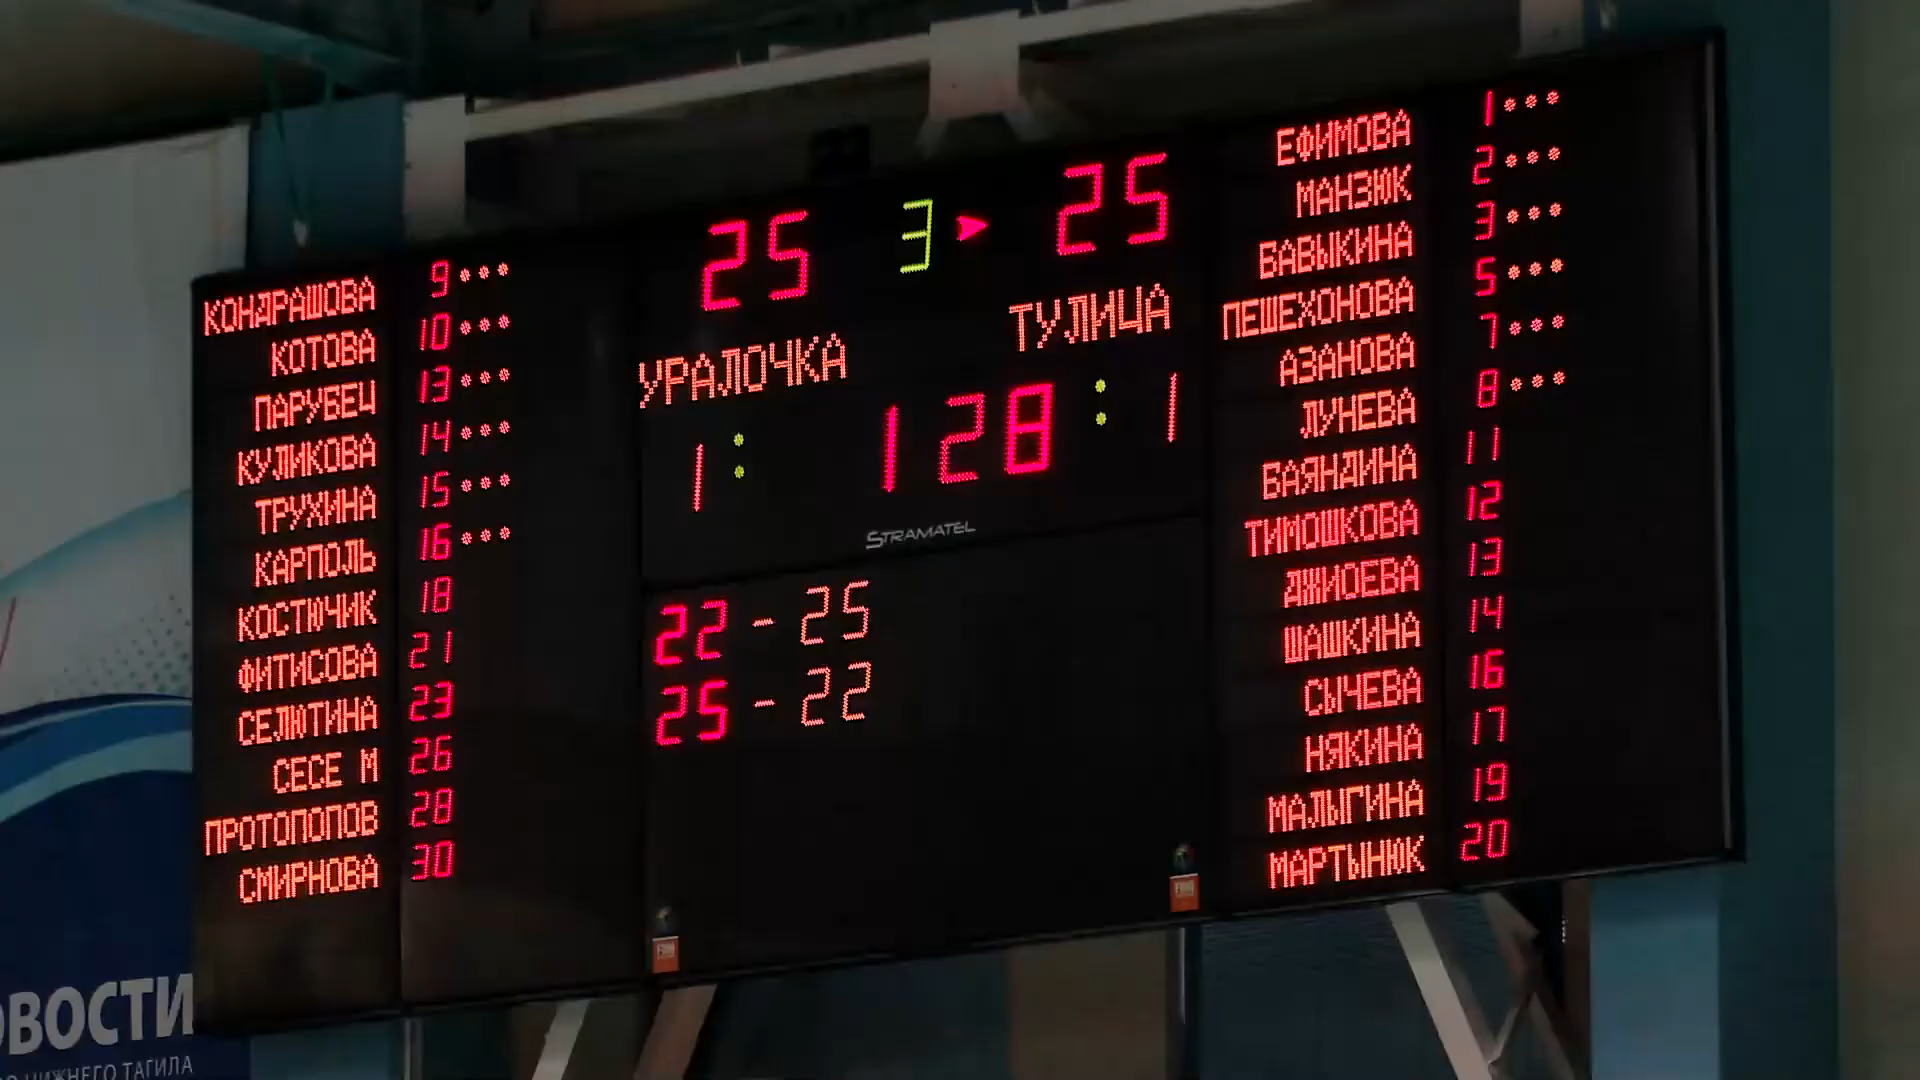 25 3 25
УРАЛОЧКА ТУЛИЦА
1 : 128 : 1
STRAMATEL
22 - 25
25 - 22
КОНДРАШОВА 9
КОТОВА 10
ПАРУБЕЦ 13
КУЛИКОВА 14
ТРУХИНА 15
КАРПОЛЬ 16
КОСТЮЧИК 18
ФИТИСОВА 21
СЕЛЮТИНА 23
СЕСЕ М 26
ПРОТОПОПОВ 28
СМИРНОВА 30
ЕФИМОВА 1
МАНЗЮК 2
БАВЫКИНА 3
ПЕШЕХОНОВА 5
АЗАНОВА 7
ЛУНЕВА 8
БАЯНДИНА 11
ТИМОШКОВА 12
ДЖИОЕВА 13
ШАШКИНА 14
СЫЧЕВА 16
НЯКИНА 17
МАЛЫГИНА 19
МАРТЫНЮК 20
ОВОСТИ
НИЖНЕГО ТАГИЛА